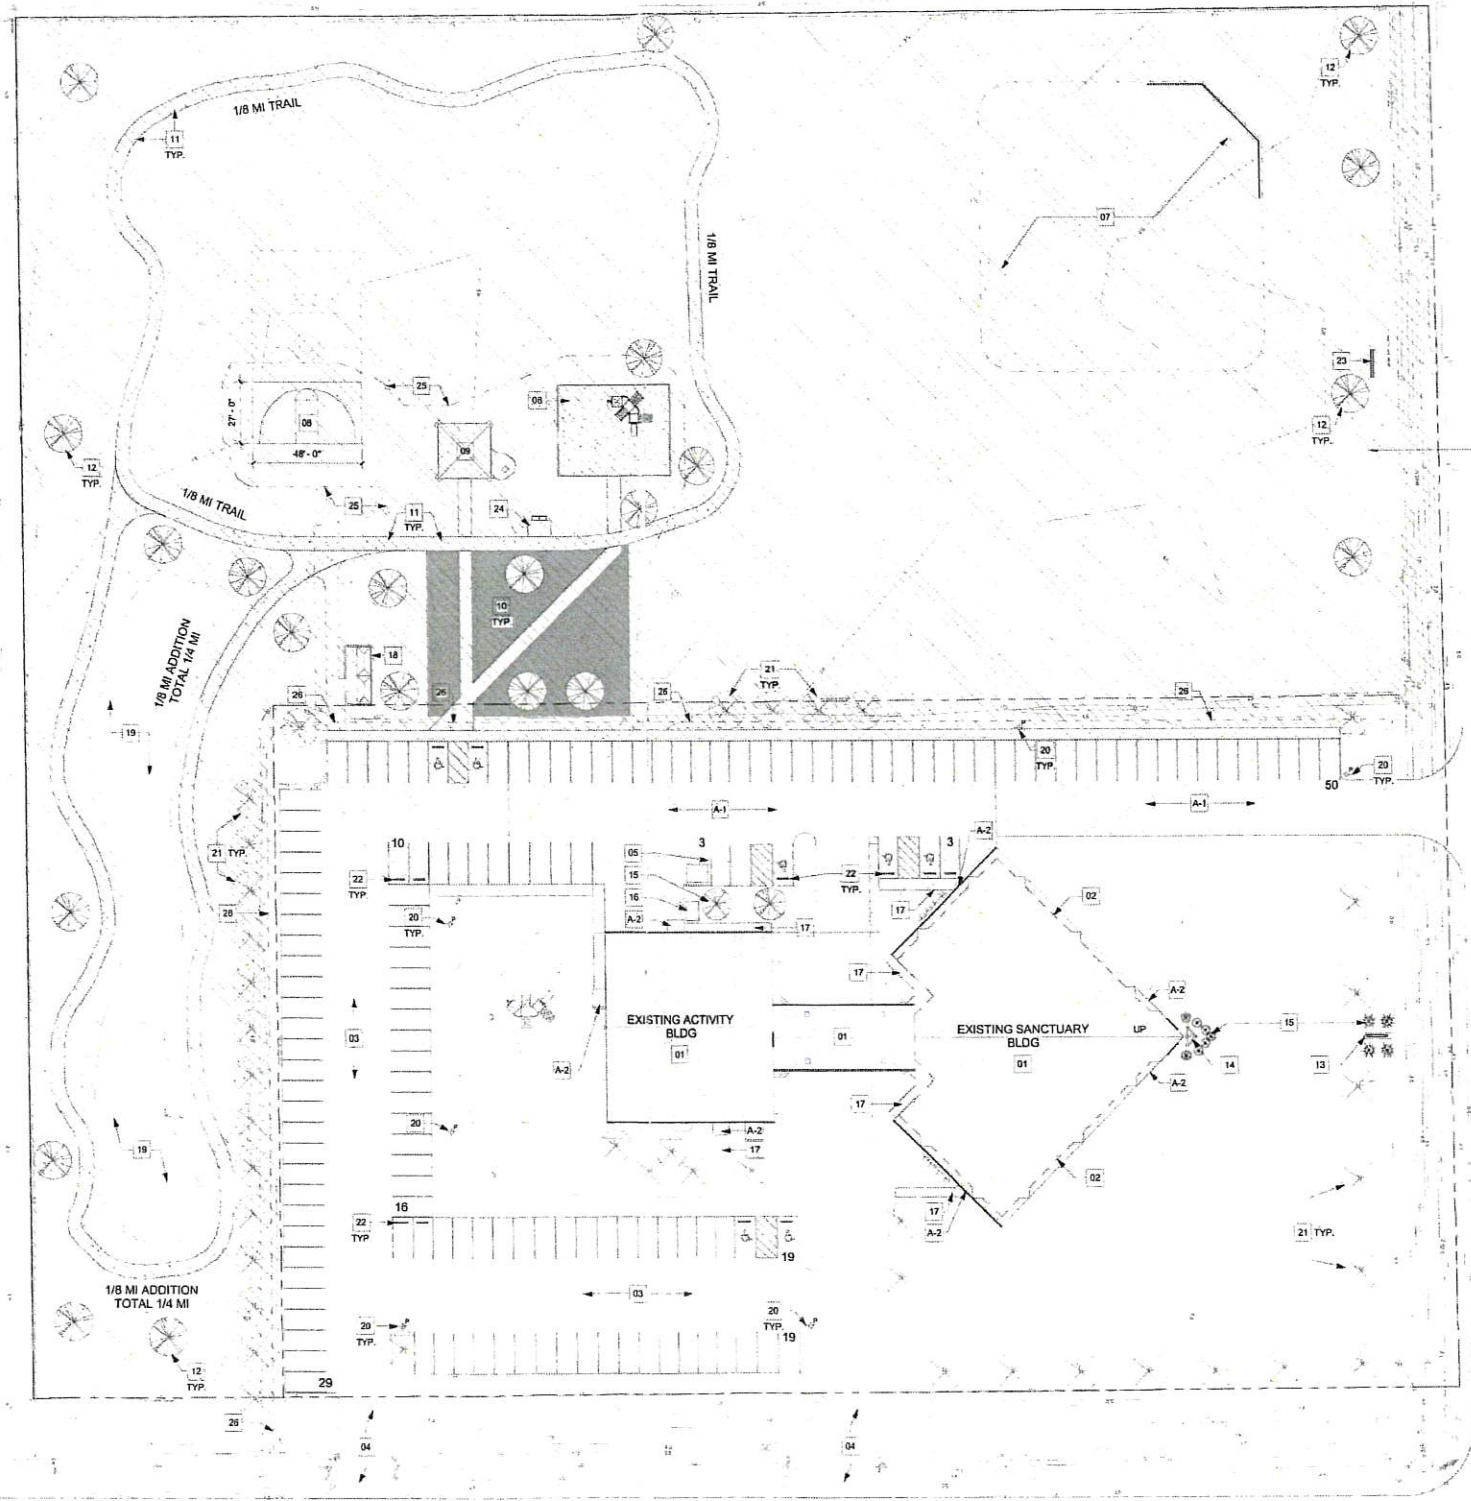 12
TYP.
1/8 MI TRAIL
11
TYP.
07
1/8 MI TRAIL
23
25
27' - 0"
08
48' - 0"
09
12
TYP.
12
TYP.
1/8 MI TRAIL
25
11
TYP.
24
10
TYP.
1/8 MI ADDITION
TOTAL 1/4 MI
18
21
TYP
26
26
26
26
19
20
TYP.
20
TYP.
50
A-1
A-1
10
3
3
A-2
21 TYP.
05
22
TYP
15
22
TYP.
16
02
26
20
TYP.
A-2
17
17
17
A-2
EXISTING ACTIVITY
BLDG
01
01
EXISTING SANCTUARY
BLDG
01
UP
15
03
14
13
A-2
A-2
17
20
A-2
17
19
02
16
17
A-2
22
TYP
21 TYP.
19
1/8 MI ADDITION
TOTAL 1/4 MI
03
20
TYP.
20
TYP.
19
12
TYP.
29
04
04